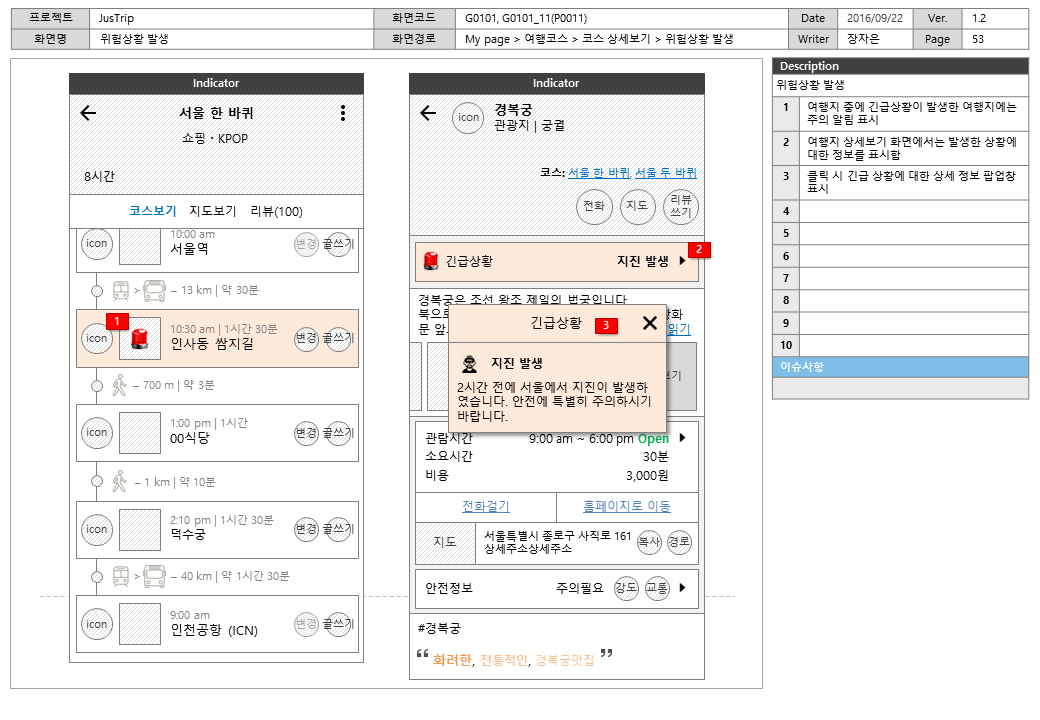 프로젝트 JusTrip 화면코드 G0101, G0101_11(P0011) Date 2016/09/22 Ver. 1.2
화면명 위험상황 발생 화면경로 My page > 여행코스 > 코스 상세보기 > 위험상황 발생 Writer 장자은 Page 53
Indicator
서울 한 바퀴
쇼핑・KPOP
8시간
코스보기 지도보기 리뷰(100)
10:00 am
icon 서울역 변경 글쓰기
> – 13 km | 약 30분
1
10:30 am | 1시간 30분
icon 인사동 쌈지길 변경 글쓰기
– 700 m | 약 3분
1:00 pm | 1시간
icon 00식당 변경 글쓰기
– 1 km | 약 10분
2:10 pm | 1시간 30분
icon 덕수궁 변경 글쓰기
> – 40 km | 약 1시간 30분
9:00 am
icon 인천공항 (ICN) 변경 글쓰기
Indicator
icon 경복궁
관광지 | 궁궐
코스: 서울 한 바퀴, 서울 두 바퀴
전화 지도 리뷰
쓰기
2
긴급상황 지진 발생
경복궁은 조선 왕조 제일의 법궁입니다
북으로
문 앞
긴급상황 3
지진 발생
2시간 전에 서울에서 지진이 발생하
였습니다. 안전에 특별히 주의하시기
바랍니다.
관람시간 9:00 am ~ 6:00 pm Open
소요시간 30분
비용 3,000원
전화걸기 홈페이지로 이동
지도 서울특별시 종로구 사직로 161
상세주소상세주소 복사 경로
안전정보 주의필요 강도 교통
#경복궁
“ 화려한, 전통적인, 경복궁맛집 ”
Description
위험상황 발생
1 여행지 중에 긴급상황이 발생한 여행지에는
주의 알림 표시
2 여행지 상세보기 화면에서는 발생한 상황에
대한 정보를 표시함
3 클릭 시 긴급 상황에 대한 상세 정보 팝업창
표시
4
5
6
7
8
9
10
이슈사항